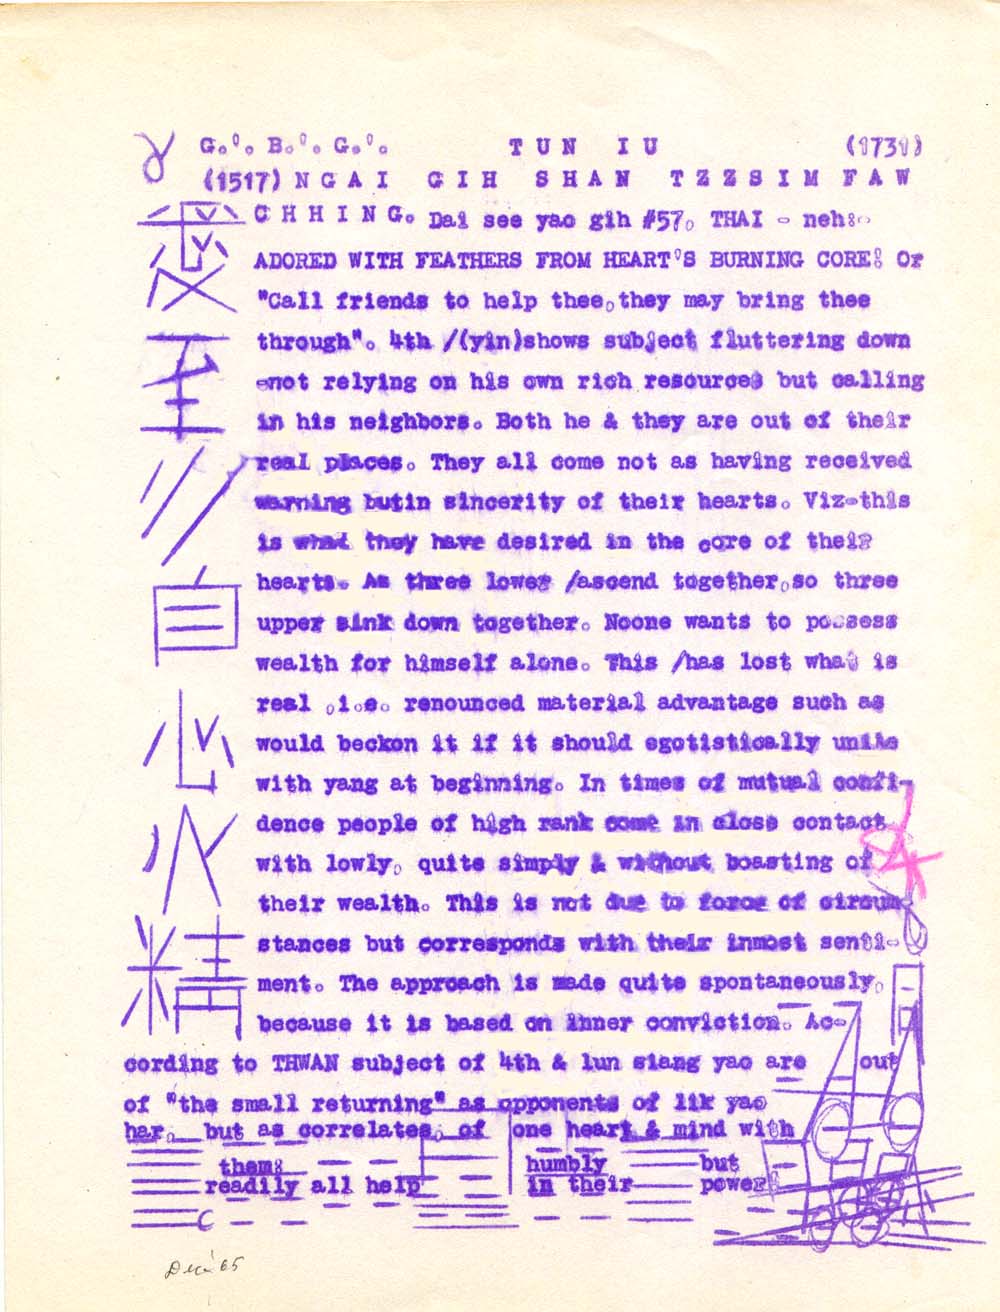 G.'. B.'. G.'. TUN IU (1731)
(1517) NGAI GIH SHAN TZZSIM FAW
CHHING. Dai see yao gih #57. THAI - neh:-
ADORED WITH FEATHERS FROM HEART'S BURNING CORE! Or
"Call friends to help thee,they may bring thee
through". 4th /(yin)shows subject fluttering down
-not relying on his own rich resources but calling
in his neighbors. Both he & they are out of their
real places. They all come not as having received
warning butin sincerity of their hearts. Viz-this
is what they have desired in the core of their
hearts. As three lower /ascend together,so three
upper sink down together. Noone wants to possess
wealth for himself alone. This /has lost what is
real ,i.e. renounced material advantage such as
would beckon it if it should egotistically unite
with yang at beginning. In times of mutual confi-
dence people of high rank come in close contact
with lowly, quite simply & without boasting of
their wealth. This is not due to force of circum-
stances but corresponds with their inmost senti-
ment. The approach is made quite spontaneously,
because it is based on inner conviction. Ac-
cording to THWAN subject of 4th & lun siang yao are out
of "the small returning" as opponents of lik yao
har. but as correlates, of one heart & mind with
them: humbly but
readily all help in their power!
Dec 65